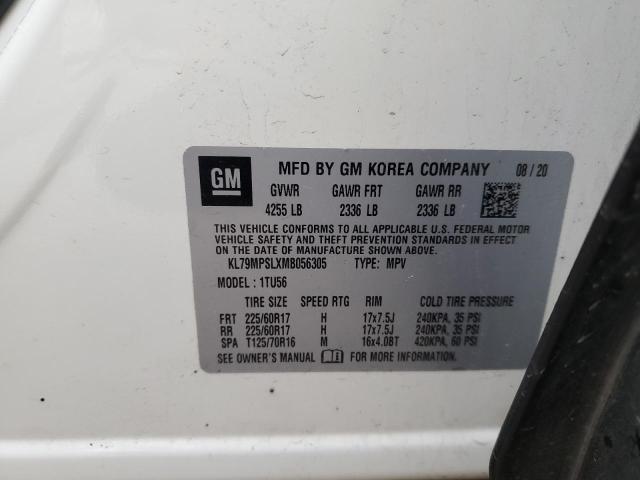 GM MFD BY GM KOREA COMPANY 08/20
GVWR GAWR FRT GAWR RR
4255 LB 2336 LB 2336 LB
THIS VEHICLE CONFORMS TO ALL APPLICABLE U.S. FEDERAL MOTOR
VEHICLE SAFETY AND THEFT PREVENTION STANDARDS IN EFFECT
ON THE DATE OF MANUFACTURE SHOWN ABOVE.
KL79MPSLXMB056305 TYPE: MPV
MODEL: 1TU56
TIRE SIZE SPEED RTG RIM COLD TIRE PRESSURE
FRT 225/60R17 H 17x7.5J 240KPA, 35 PSI
RR 225/60R17 H 17x7.5J 240KPA, 35 PSI
SPA T125/70R16 M 16x4.0BT 420KPA, 60 PSI
SEE OWNER'S MANUAL FOR MORE INFORMATION.